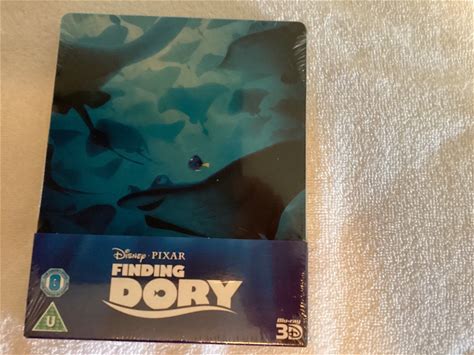 Disney · PIXAR
FINDING
DORY
U
Blu-ray
3D